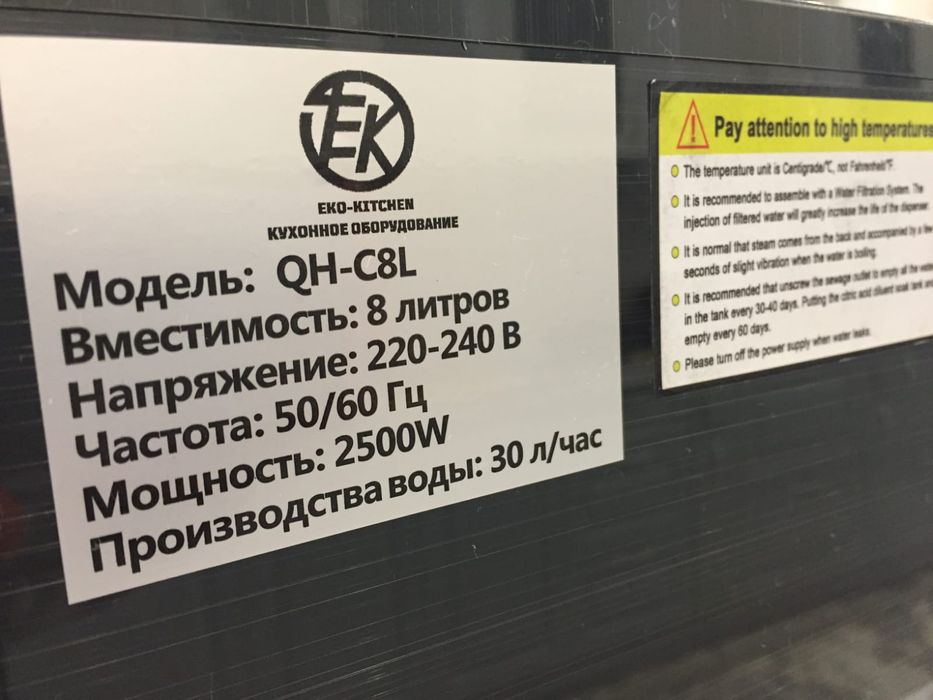 EK
EKO-KITCHEN
КУХОННОЕ ОБОРУДОВАНИЕ
Модель: QH-C8L
Вместимость: 8 литров
Напряжение: 220-240 В
Частота: 50/60 Гц
Мощность: 2500W
Производства воды: 30 л/час
Pay attention to high temperatures
The temperature unit is Centigrade/℃, not Fahrenheit/℉.
It is recommended to assemble with a Water Filtration System. The
injection of filtered water will greatly increase the life of the dispenser.
It is normal that steam comes from the back and accompanied by a few
seconds of slight vibration when the water is boiling.
It is recommended that unscrew the sewage outlet to empty all the water
in the tank every 30-40 days. Putting the citric acid diluent soak tank and
empty every 60 days.
Please turn off the power supply when water leaks.